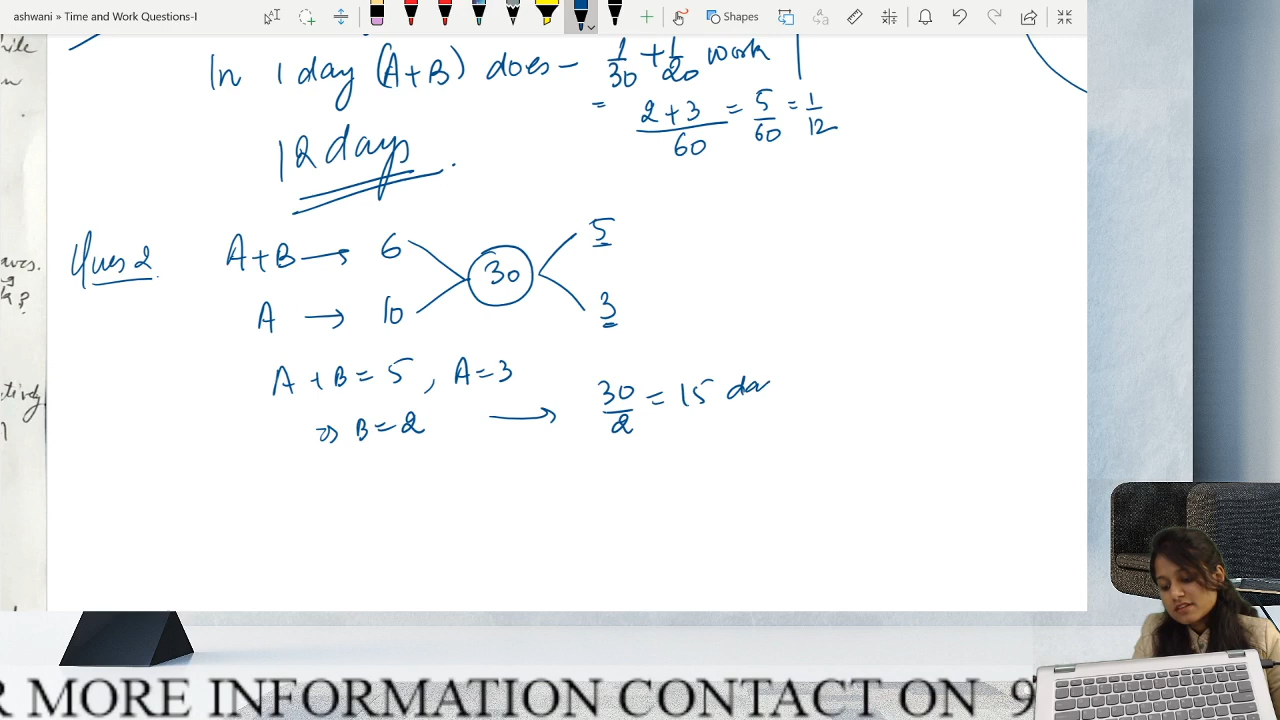 ashwani » Time and Work Questions-I
Shapes
In 1 day (A+B) does - 1/30 + 1/20 work
= 2+3/60 = 5/60 = 1/12
12 days.
Ques 2 A+B → 6 30 5
A → 10 3
A + B = 5, A = 3
⇒ B = 2 → 30/2 = 15 da
R MORE INFORMATION CONTACT ON 9